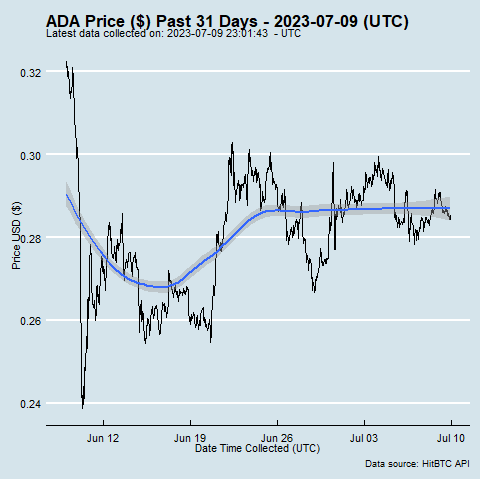 ADA Price ($) Past 31 Days - 2023-07-09 (UTC)
Latest data collected on: 2023-07-09 23:01:43 - UTC
0.32
0.30
0.28
0.26
0.24
Price USD ($)
Jun 12
Jun 19
Jun 26
Jul 03
Jul 10
Date Time Collected (UTC)
Data source: HitBTC API